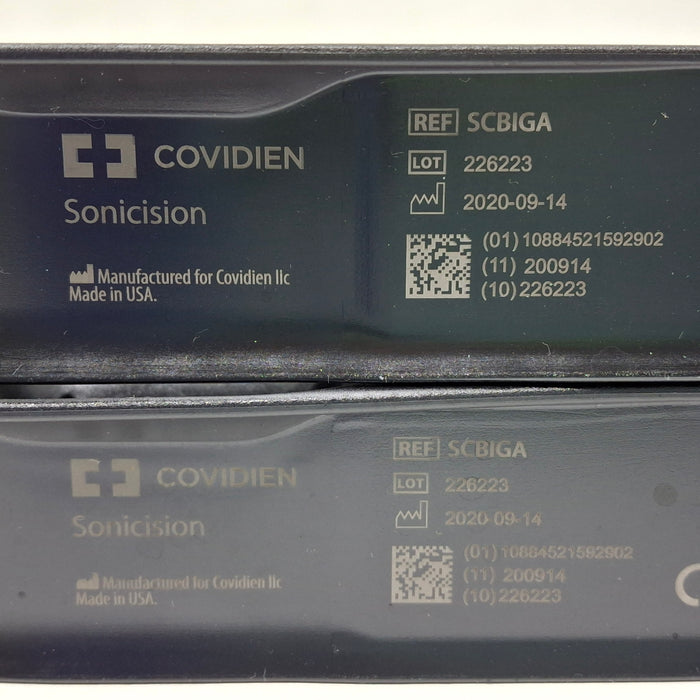 COVIDIEN
Sonicision
Manufactured for Covidien llc
Made in USA.
REF SCBIGA
LOT 226223
2020-09-14
(01)10884521592902
(11) 200914
(10)226223
COVIDIEN
Sonicision
Manufactured for Covidien llc
Made in USA.
REF SCBIGA
LOT 226223
2020-09-14
(01)10884521592902
(11) 200914
(10)226223